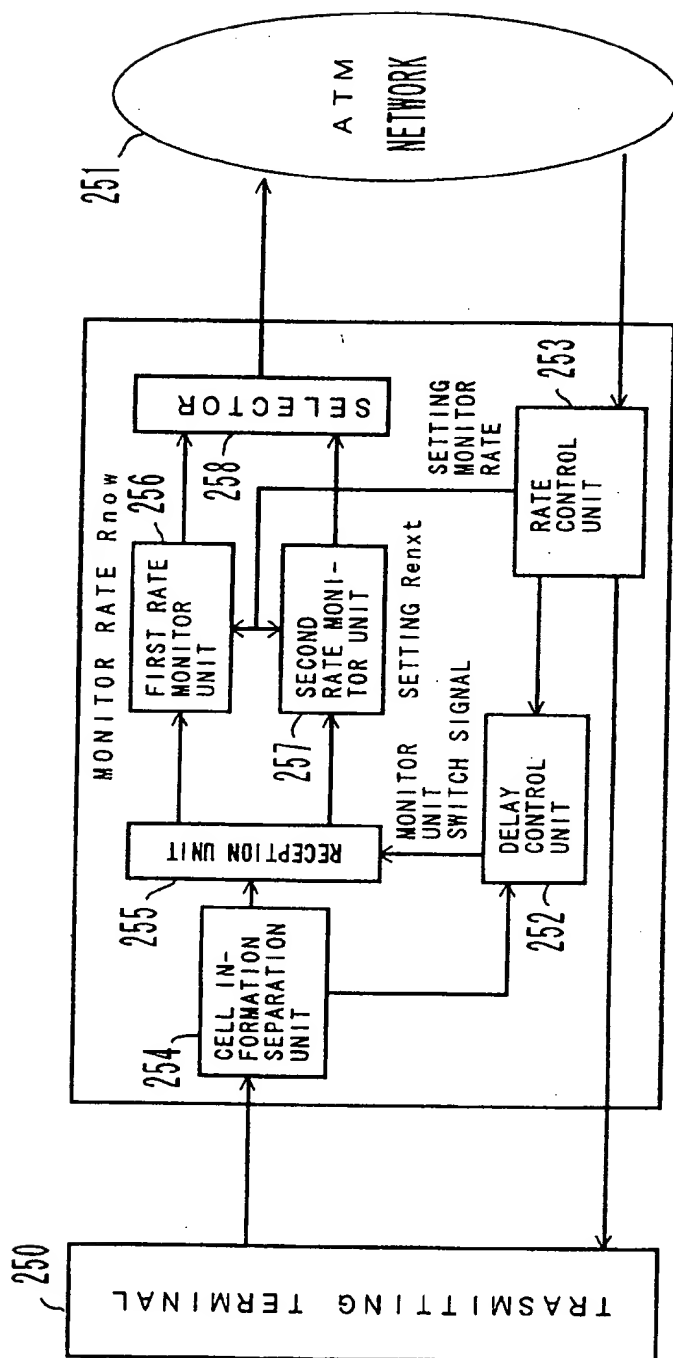 250
TRASMITTING TERMINAL
254
CELL IN-
FORMATION
SEPARATION
UNIT
255
RECEPTION UNIT
MONITOR RATE Rnow
256
FIRST RATE
MONITOR
UNIT
257
SECOND
RATE MONI-
TOR UNIT
SETTING Renxt
MONITOR
UNIT
SWITCH SIGNAL
DELAY
CONTROL
UNIT
252
258
SELECTOR
SETTING
MONITOR
RATE
253
RATE CONTROL
UNIT
251
ATM
NETWORK